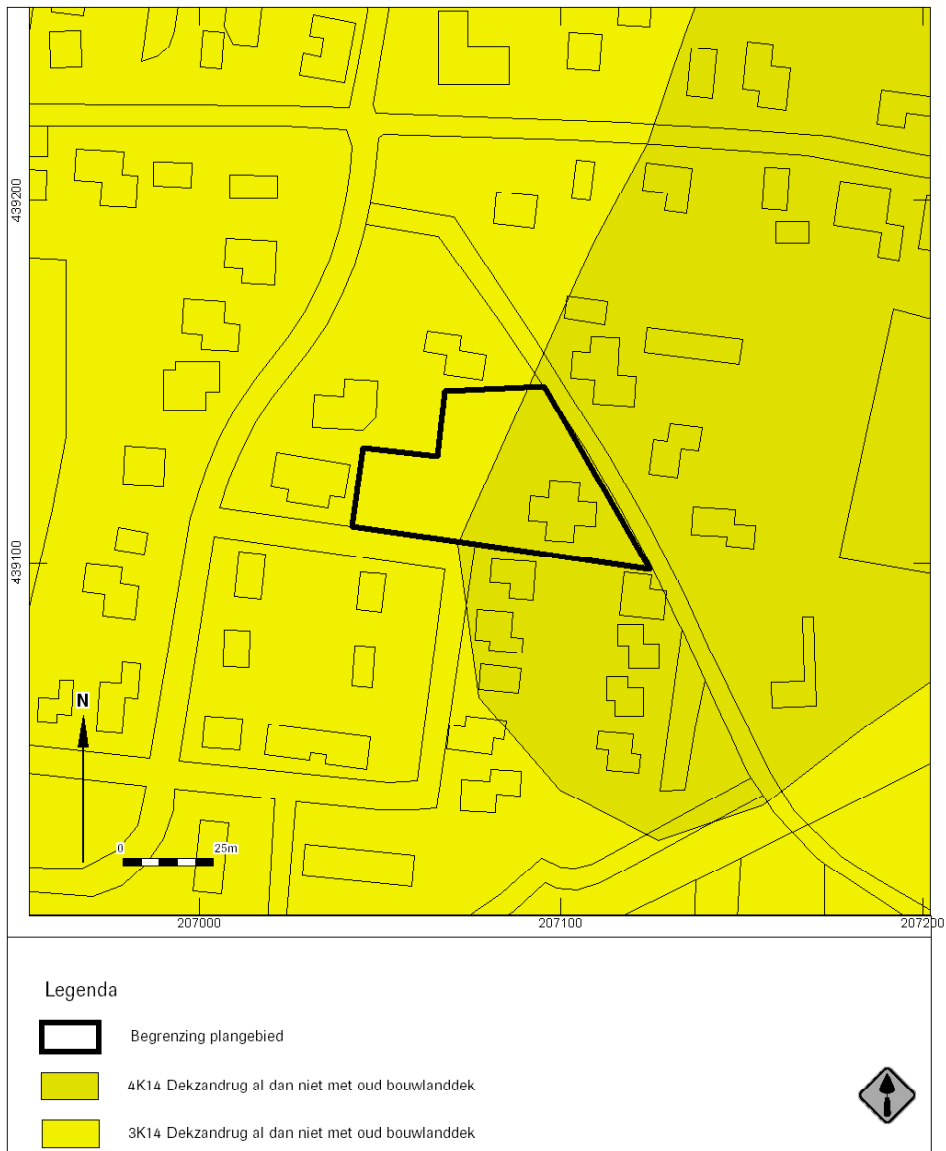 439200
439100
N
0 25m
207000 207100 207200
Legenda
Begrenzing plangebied
4K14 Dekzandrug al dan niet met oud bouwlanddek
3K14 Dekzandrug al dan niet met oud bouwlanddek